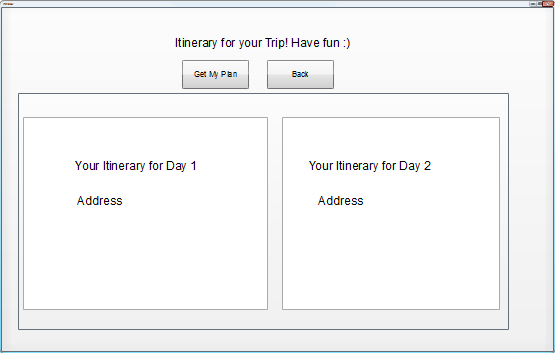 Itinerary for your Trip! Have fun :)
Get My Plan
Back
Your Itinerary for Day 1
Address
Your Itinerary for Day 2
Address